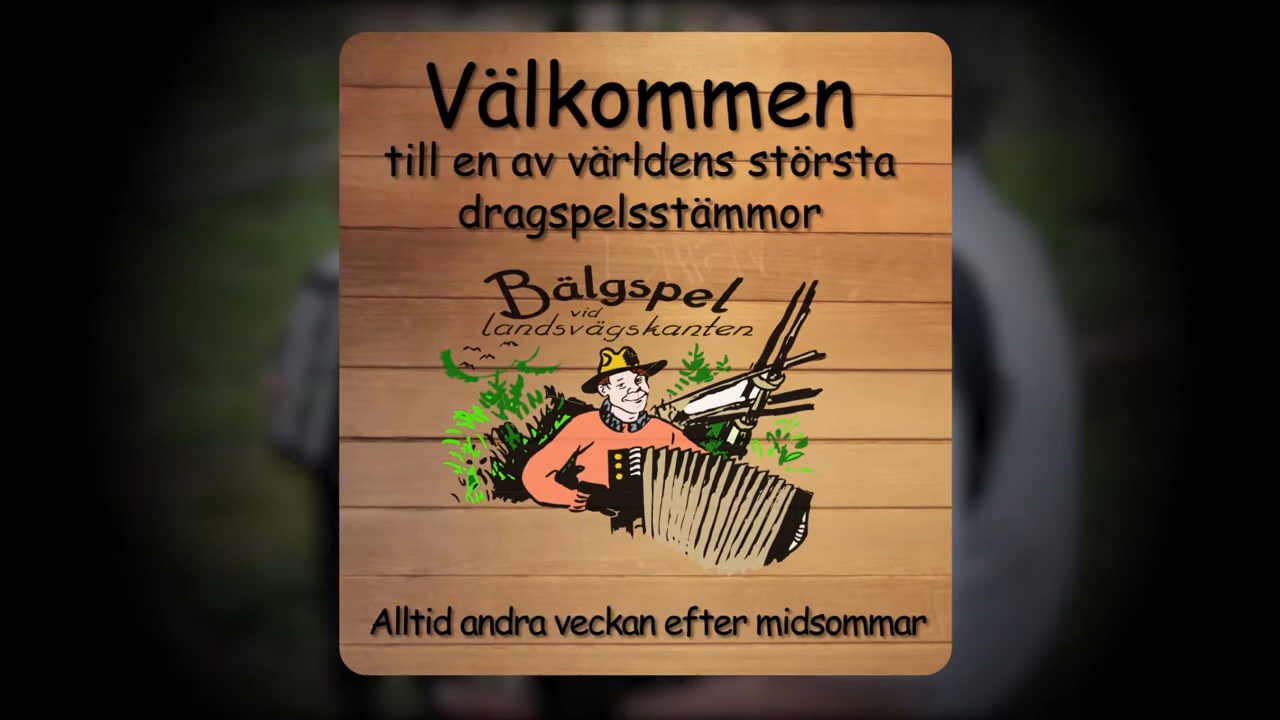 Välkommen
till en av världens största
dragspelsstämmor
Bälgspel
vid
landsvägskanten
Alltid andra veckan efter midsommar